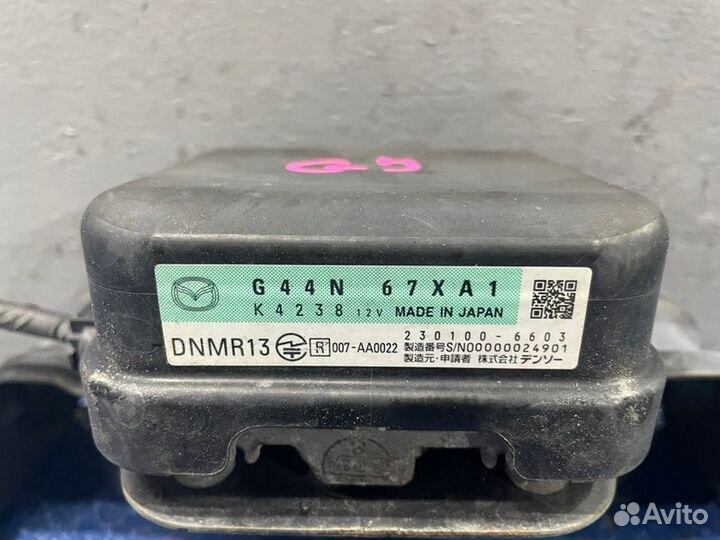 G44N 67XA1
K4238 12V MADE IN JAPAN
DNMR13 R 007-AA0022
230100-6603
製造番号S/N00000024901
製造元・申請者 株式会社デンソー
Avito